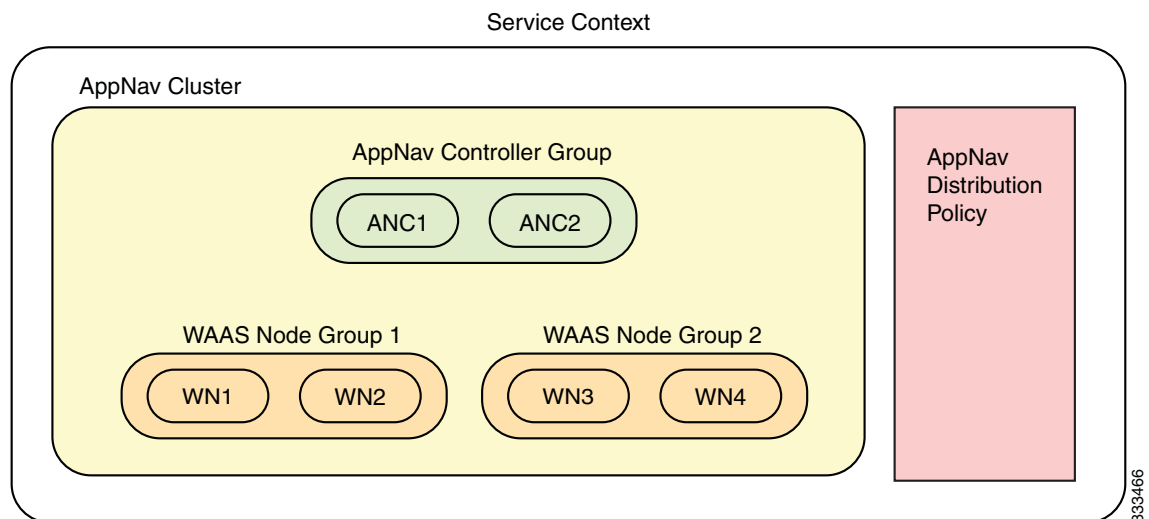 Service Context
AppNav Cluster
AppNav Controller Group
ANC1
ANC2
WAAS Node Group 1
WAAS Node Group 2
WN1
WN2
WN3
WN4
AppNav
Distribution
Policy
333466